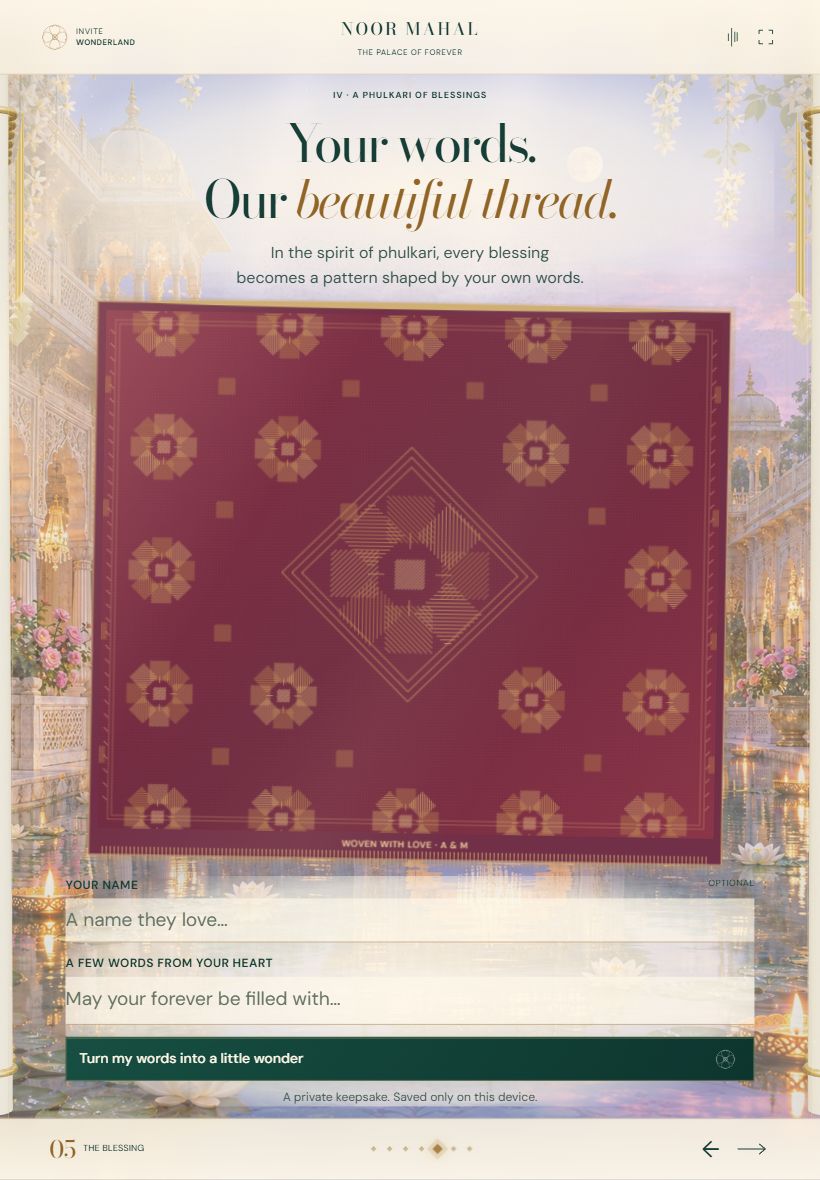 INVITE
WONDERLAND
NOOR MAHAL
THE PALACE OF FOREVER
IV · A PHULKARI OF BLESSINGS
Your words.
Our beautiful thread.
In the spirit of phulkari, every blessing
becomes a pattern shaped by your own words.
WOVEN WITH LOVE · A & M
YOUR NAME
OPTIONAL
A name they love...
A FEW WORDS FROM YOUR HEART
May your forever be filled with...
Turn my words into a little wonder
A private keepsake. Saved only on this device.
05 THE BLESSING